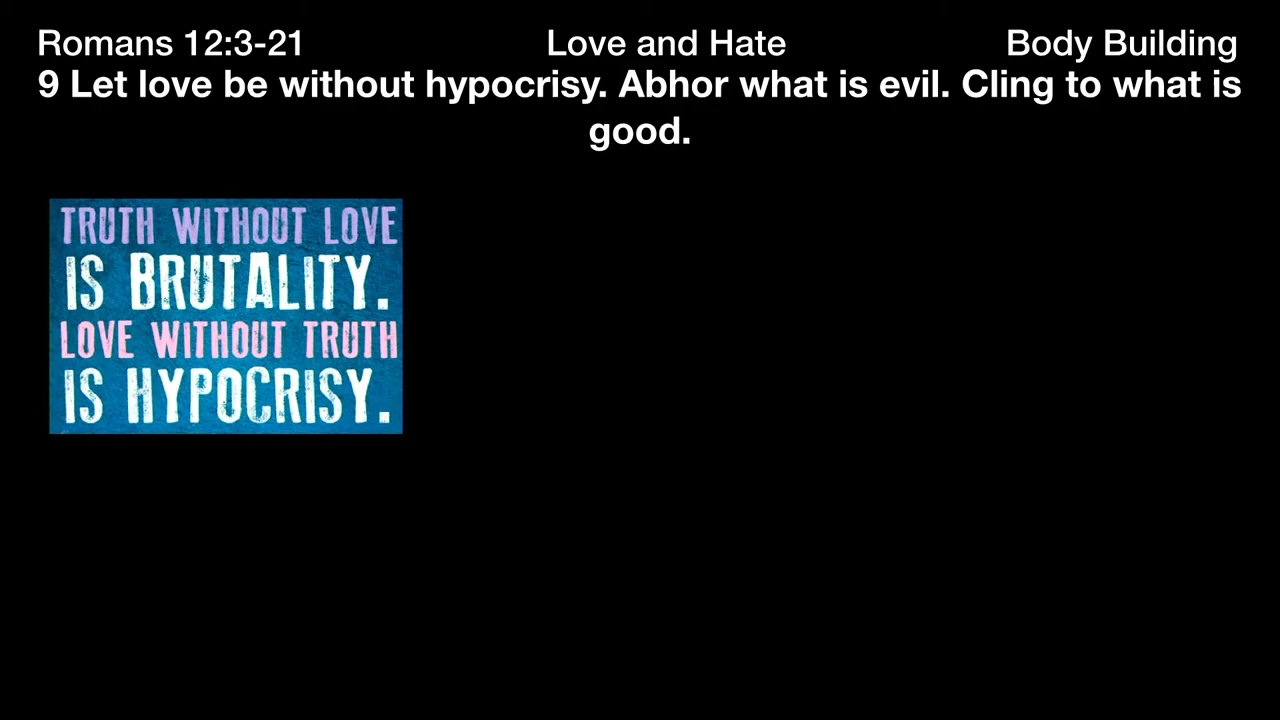 Romans 12:3-21 Love and Hate Body Building
9 Let love be without hypocrisy. Abhor what is evil. Cling to what is
good.
TRUTH WITHOUT LOVE
IS BRUTALITY.
LOVE WITHOUT TRUTH
IS HYPOCRISY.